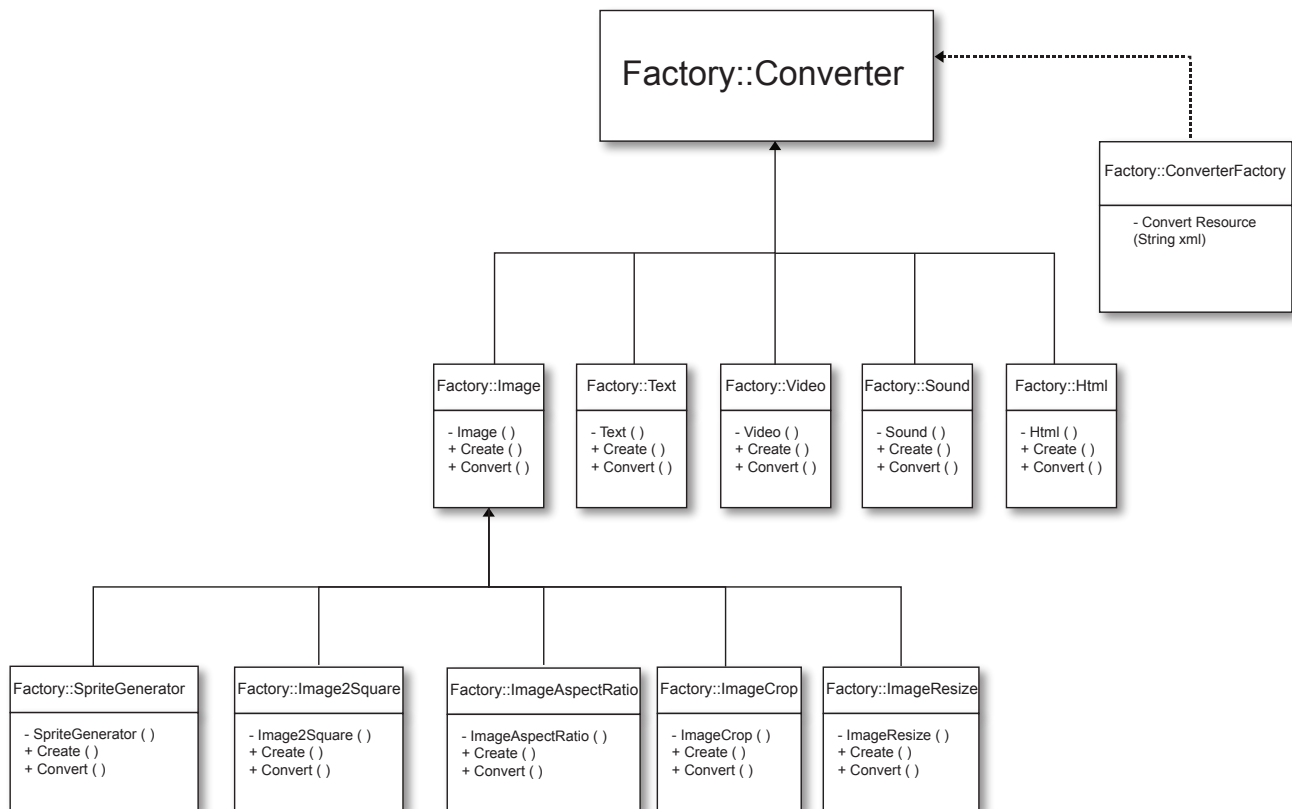 Factory::Converter
Factory::ConverterFactory
- Convert Resource
(String xml)
Factory::Image
- Image ( )
+ Create ( )
+ Convert ( )
Factory::Text
- Text ( )
+ Create ( )
+ Convert ( )
Factory::Video
- Video ( )
+ Create ( )
+ Convert ( )
Factory::Sound
- Sound ( )
+ Create ( )
+ Convert ( )
Factory::Html
- Html ( )
+ Create ( )
+ Convert ( )
Factory::SpriteGenerator
- SpriteGenerator ( )
+ Create ( )
+ Convert ( )
Factory::Image2Square
- Image2Square ( )
+ Create ( )
+ Convert ( )
Factory::ImageAspectRatio
- ImageAspectRatio ( )
+ Create ( )
+ Convert ( )
Factory::ImageCrop
- ImageCrop ( )
+ Create ( )
+ Convert ( )
Factory::ImageResize
- ImageResize ( )
+ Create ( )
+ Convert ( )